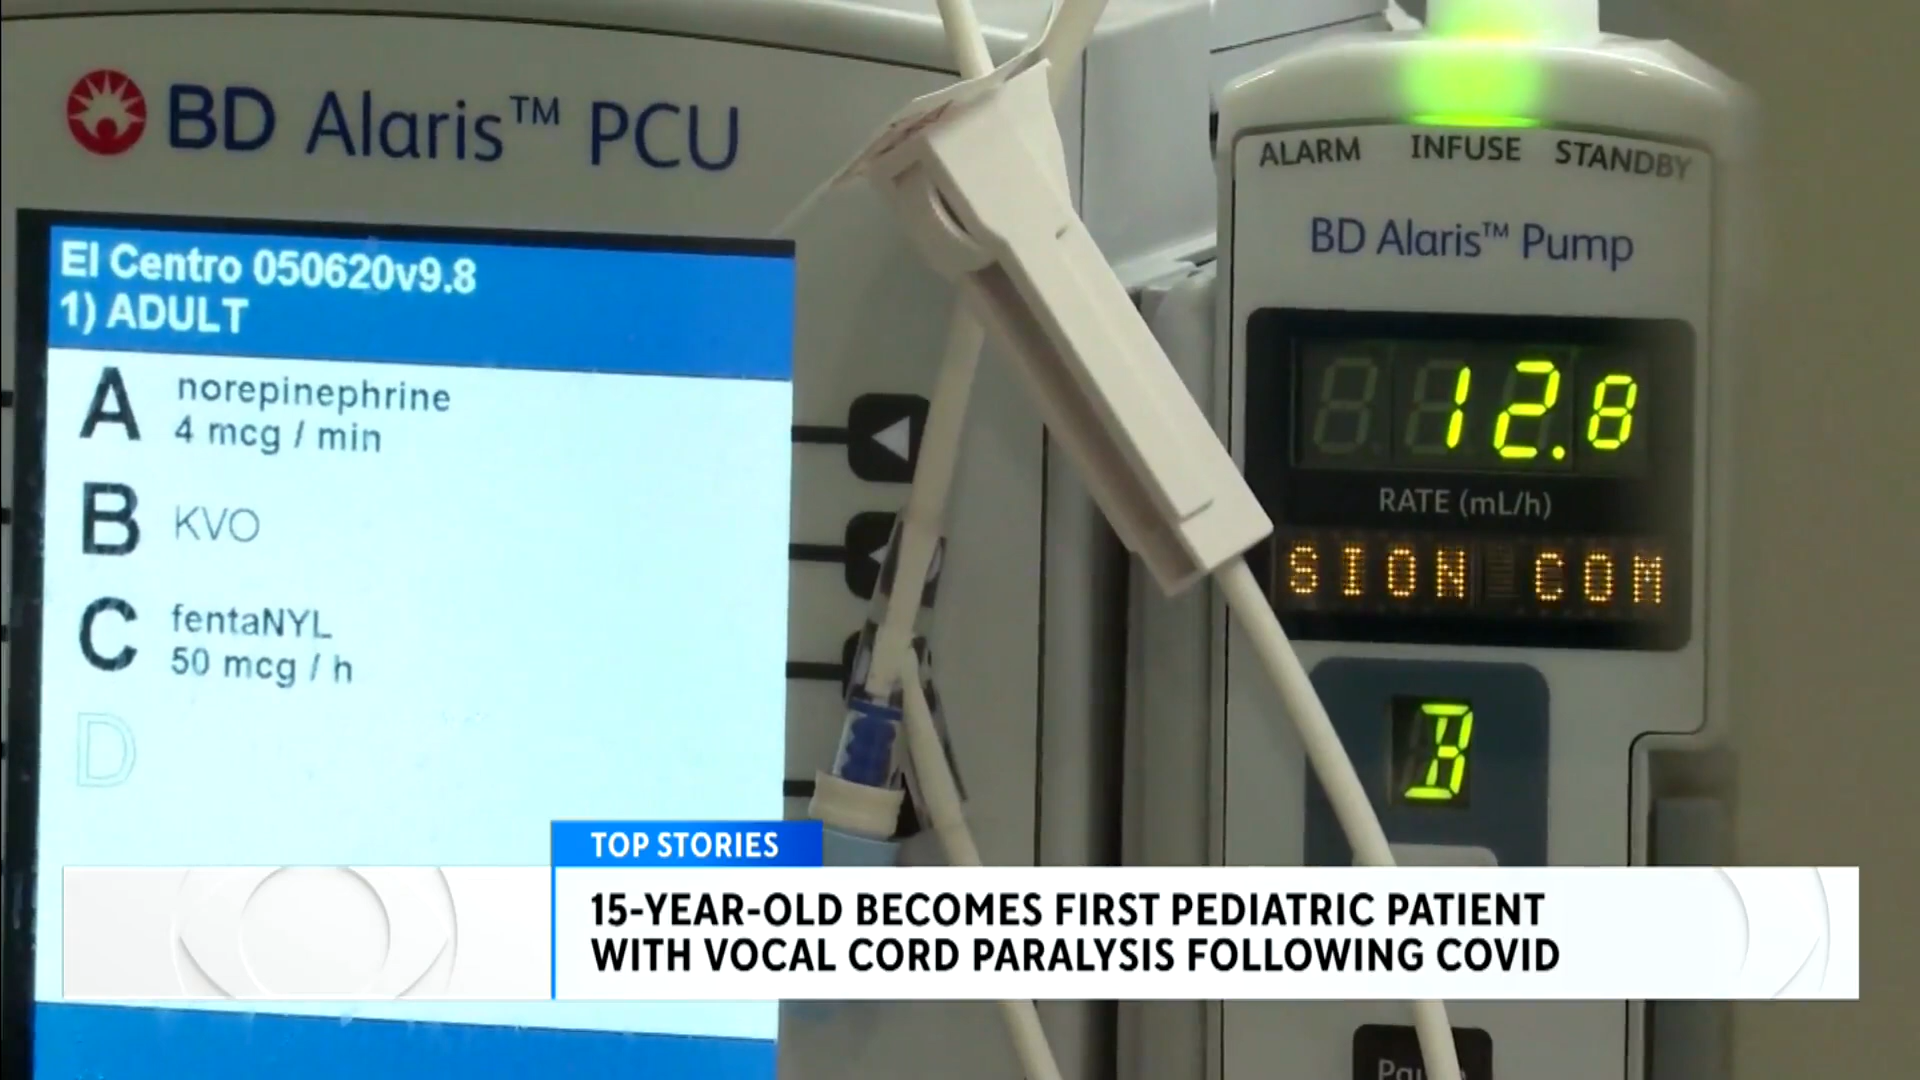 BD Alaris™ PCU
El Centro 050620v9.8
1) ADULT
A norepinephrine
4 mcg / min
B KVO
C fentaNYL
50 mcg / h
D
ALARM INFUSE STANDBY
BD Alaris™ Pump
12.8
RATE (mL/h)
SION COM
B
TOP STORIES
15-YEAR-OLD BECOMES FIRST PEDIATRIC PATIENT
WITH VOCAL CORD PARALYSIS FOLLOWING COVID